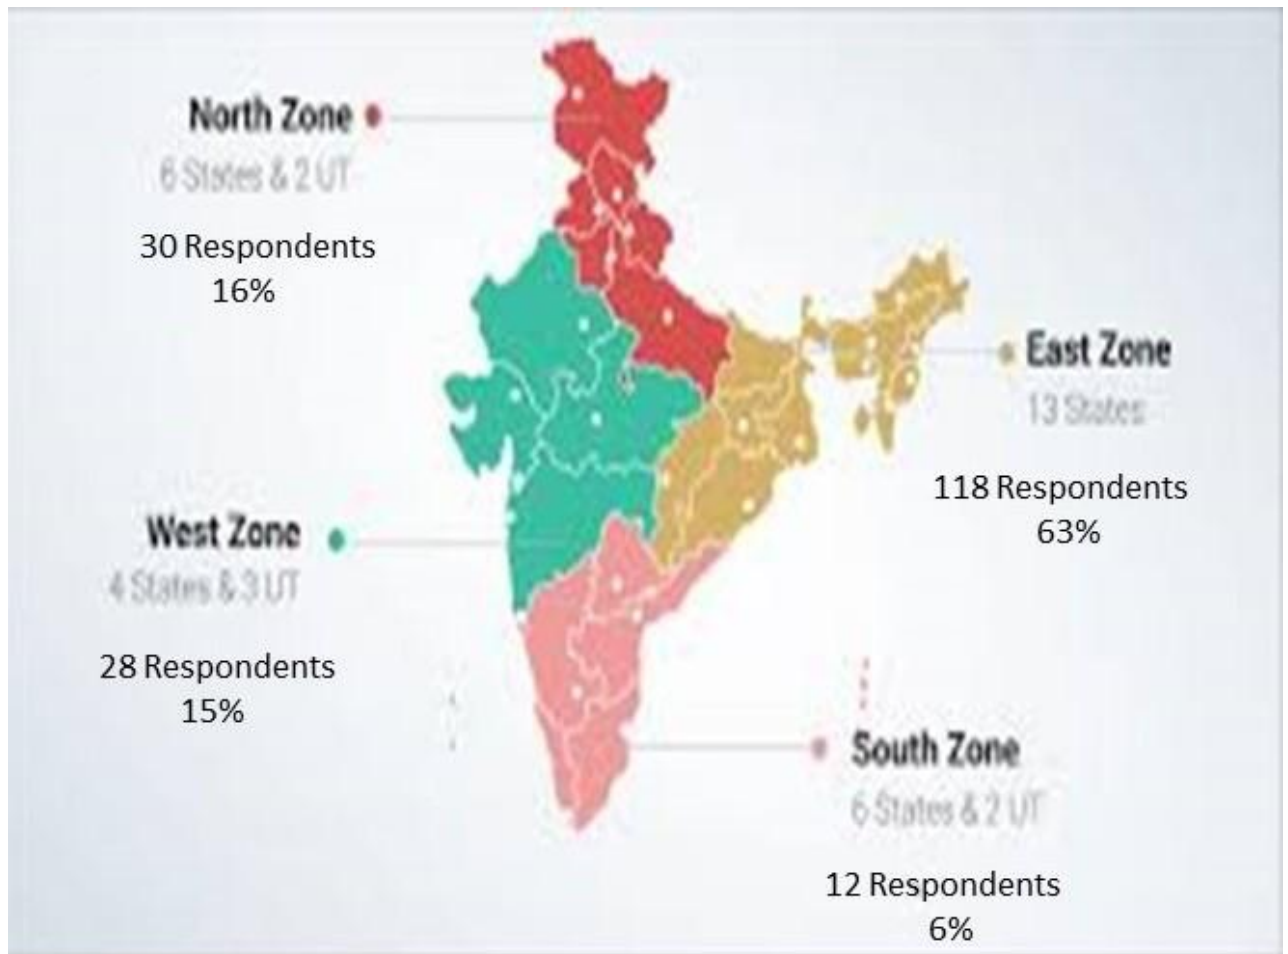 North Zone
6 States & 2 UT
30 Respondents
16%
East Zone
13 States
118 Respondents
63%
West Zone
4 States & 3 UT
28 Respondents
15%
South Zone
6 States & 2 UT
12 Respondents
6%